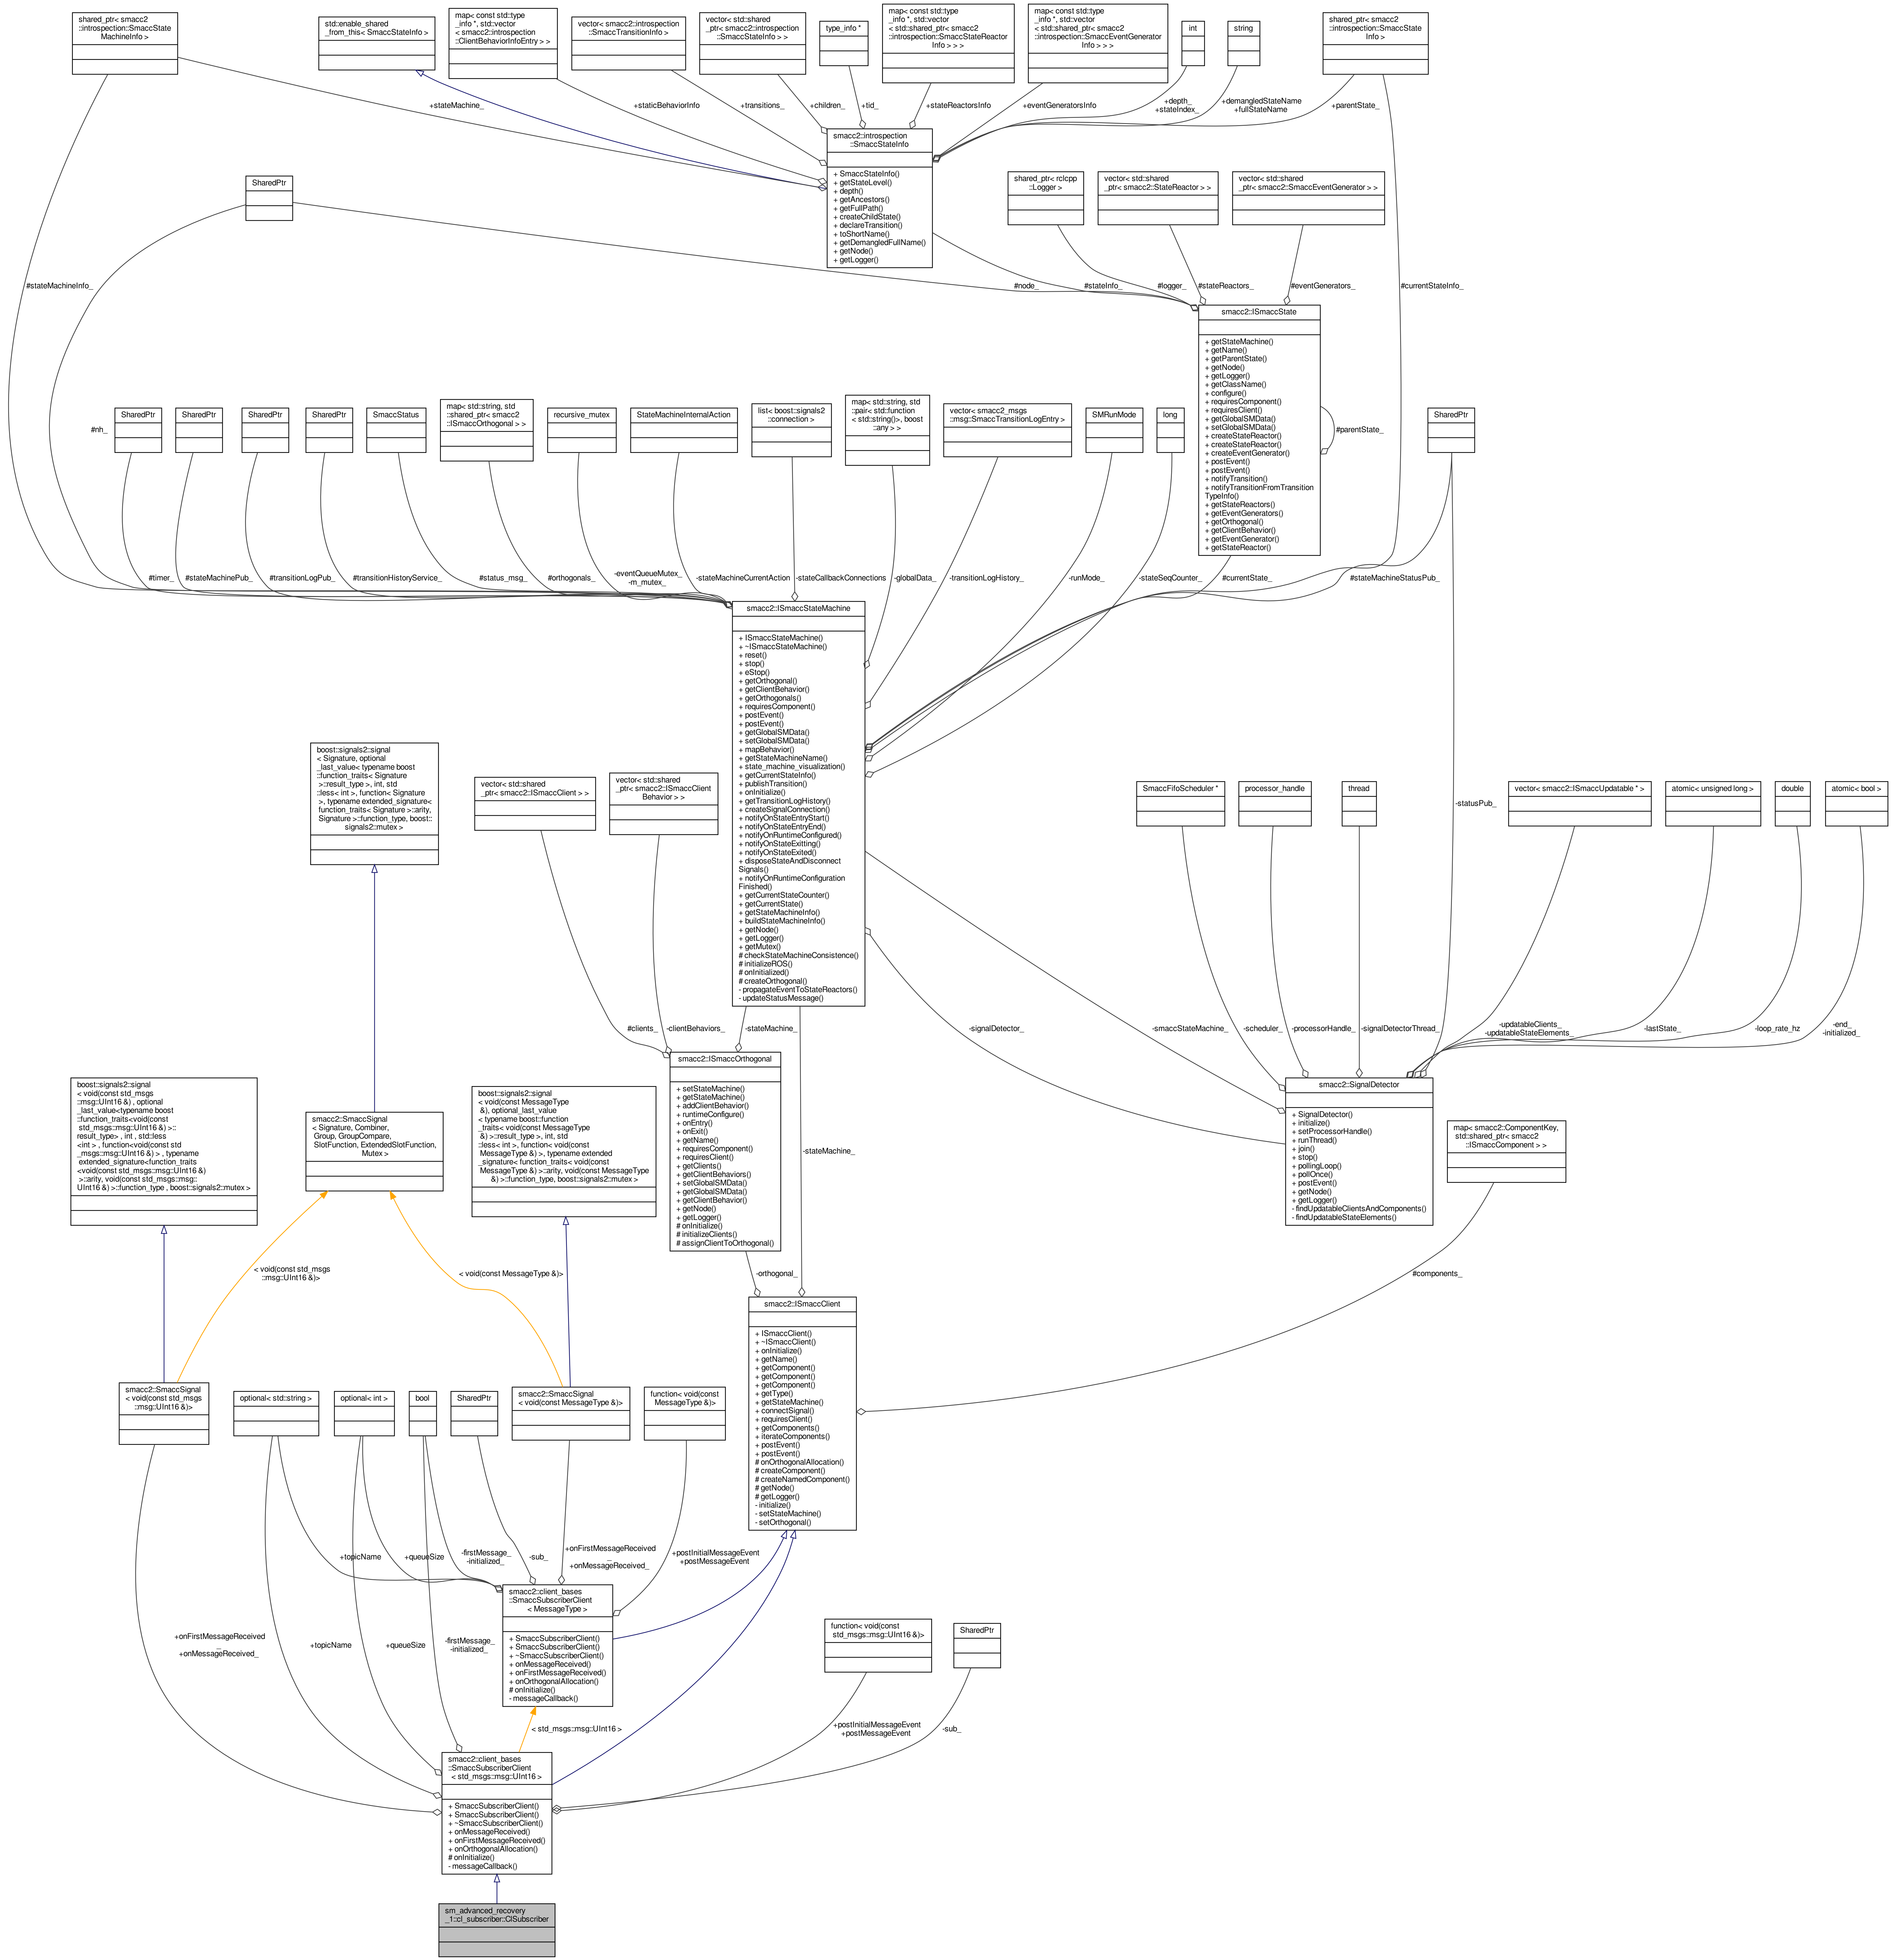 shared_ptr< smacc2
::introspection::SmaccState
MachineInfo >
std::enable_shared
_from_this< SmaccStateInfo >
map< const std::type
_info *, std::vector
< smacc2::introspection
::ClientBehaviorInfoEntry > >
vector< smacc2::introspection
::SmaccTransitionInfo >
vector< std::shared
_ptr< smacc2::introspection
::SmaccStateInfo > >
type_info *
map< const std::type
_info *, std::vector
< std::shared_ptr< smacc2
::introspection::StateReactor
Info > > >
map< const std::type
_info *, std::vector
< std::shared_ptr< smacc2
::introspection::SmaccEventGenerator
Info > > >
int
string
shared_ptr< smacc2
::introspection::SmaccState
Info >
+stateMachine_
+staticBehaviorInfo
+transitions_
+children_
+tid_
+stateReactorsInfo
+eventGeneratorsInfo
+depth_
+stateIndex_
+demangledStateName
+fullStateName
+parentState_
smacc2::introspection
::SmaccStateInfo
+ SmaccStateInfo()
+ getStateLevel()
+ depth()
+ getAncestors()
+ getFullPath()
+ createChildState()
+ declareTransition()
+ toShortName()
+ getDemangledFullName()
+ getNode()
+ getLogger()
SharedPtr
shared_ptr< rclcpp
::Logger >
vector< std::shared
_ptr< smacc2::StateReactor > >
vector< std::shared
_ptr< smacc2::SmaccEventGenerator > >
#stateMachineInfo_
#node_
#stateInfo_
#logger_
#stateReactors_
#eventGenerators_
#currentStateInfo_
smacc2::ISmaccState
+ getStateMachine()
+ getName()
+ getParentState()
+ getNode()
+ getLogger()
+ getClassName()
+ configure()
+ requiresComponent()
+ requiresClient()
+ getGlobalSMData()
+ setGlobalSMData()
+ createStateReactor()
+ createStateReactor()
+ createEventGenerator()
+ postEvent()
+ postEvent()
+ notifyTransition()
+ notifyTransitionFromTransition
TypeInfo()
+ getStateReactors()
+ getEventGenerators()
+ getOrthogonal()
+ getClientBehavior()
+ getEventGenerator()
+ getStateReactor()
#parentState_
#nh_
SharedPtr
SharedPtr
SharedPtr
SharedPtr
SmaccStatus
map< std::string, std
::shared_ptr< smacc2
::ISmaccOrthogonal > >
recursive_mutex
StateMachineInternalAction
list< boost::signals2
::connection >
map< std::string, std
::pair< std::function
< std::string()>, boost
::any > >
vector< smacc2_msgs
::msg::SmaccTransitionLogEntry >
SMRunMode
long
SharedPtr
#timer_
#stateMachinePub_
#transitionLogPub_
#transitionHistoryService_
#status_msg_
#orthogonals_
-eventQueueMutex_
-m_mutex_
-stateMachineCurrentAction
-stateCallbackConnections
-globalData_
-transitionLogHistory_
-runMode_
-stateSeqCounter_
#currentState_
#stateMachineStatusPub_
smacc2::ISmaccStateMachine
+ ISmaccStateMachine()
+ ~ISmaccStateMachine()
+ reset()
+ stop()
+ eStop()
+ getOrthogonal()
+ getClientBehavior()
+ getOrthogonals()
+ requiresComponent()
+ postEvent()
+ postEvent()
+ getGlobalSMData()
+ setGlobalSMData()
+ mapBehavior()
+ getStateMachineName()
+ state_machine_visualization()
+ getCurrentStateInfo()
+ publishTransition()
+ onInitialize()
+ getTransitionLogHistory()
+ createSignalConnection()
+ notifyOnStateEntryStart()
+ notifyOnStateEntryEnd()
+ notifyOnRuntimeConfigured()
+ notifyOnStateExitting()
+ notifyOnStateExited()
+ disposeStateAndDisconnect
Signals()
+ notifyOnRuntimeConfiguration
Finished()
+ getCurrentStateCounter()
+ getCurrentState()
+ getStateMachineInfo()
+ buildStateMachineInfo()
+ getNode()
+ getLogger()
+ getMutex()
# checkStateMachineConsistence()
# initializeROS()
# onInitialized()
# createOrthogonal()
- propagateEventToStateReactors()
- updateStatusMessage()
boost::signals2::signal
< Signature, optional
_last_value< typename boost
::function_traits< Signature
>::result_type >, int, std
::less< int >, function< Signature
>, typename extended_signature<
function_traits< Signature >::arity,
Signature >::function_type, boost::
signals2::mutex >
vector< std::shared
_ptr< smacc2::ISmaccClient > >
vector< std::shared
_ptr< smacc2::ISmaccClient
Behavior > >
SmaccFifoScheduler *
processor_handle
thread
vector< smacc2::ISmaccUpdatable * >
atomic< unsigned long >
double
atomic< bool >
-statusPub_
#clients_
-clientBehaviors_
-stateMachine_
-signalDetector_
-smaccStateMachine_
-scheduler_
-processorHandle_
-signalDetectorThread_
-updatableClients_
-updatableStateElements_
-lastState_
-loop_rate_hz
-end_
-initialized_
smacc2::ISmaccOrthogonal
+ setStateMachine()
+ getStateMachine()
+ addClientBehavior()
+ runtimeConfigure()
+ onEntry()
+ onExit()
+ getName()
+ requiresComponent()
+ requiresClient()
+ getClients()
+ getClientBehaviors()
+ setGlobalSMData()
+ getGlobalSMData()
+ getClientBehavior()
+ getNode()
+ getLogger()
# onInitialize()
# initializeClients()
# assignClientToOrthogonal()
smacc2::SignalDetector
+ SignalDetector()
+ initialize()
+ setProcessorHandle()
+ runThread()
+ join()
+ stop()
+ pollingLoop()
+ pollOnce()
+ postEvent()
+ getNode()
+ getLogger()
- findUpdatableClientsAndComponents()
- findUpdatableStateElements()
boost::signals2::signal
< void(const std_msgs
::msg::UInt16 &) , optional
_last_value<typename boost
::function_traits<void(const
std_msgs::msg::UInt16 &) >::
result_type> , int , std::less
<int > , function<void(const std
_msgs::msg::UInt16 &) > , typename
extended_signature<function_traits
<void(const std_msgs::msg::UInt16 &)
>::arity, void(const std_msgs::msg::
UInt16 &) >::function_type , boost::signals2::mutex >
smacc2::SmaccSignal
< Signature, Combiner,
Group, GroupCompare,
SlotFunction, ExtendedSlotFunction,
Mutex >
boost::signals2::signal
< void(const MessageType
&), optional_last_value
< typename boost::function
_traits< void(const MessageType
&) >::result_type >, int, std
::less< int >, function< void(const
MessageType &) >, typename extended
_signature< function_traits< void(const
MessageType &) >::arity, void(const MessageType
&) >::function_type, boost::signals2::mutex >
map< smacc2::ComponentKey,
std::shared_ptr< smacc2
::ISmaccComponent > >
-stateMachine_
< void(const std_msgs
::msg::UInt16 &)>
< void(const MessageType &)>
-orthogonal_
#components_
smacc2::ISmaccClient
+ ISmaccClient()
+ ~ISmaccClient()
+ onInitialize()
+ getName()
+ getComponent()
+ getComponent()
+ getComponent()
+ getType()
+ getStateMachine()
+ connectSignal()
+ requiresClient()
+ getComponents()
+ iterateComponents()
+ postEvent()
+ postEvent()
# onOrthogonalAllocation()
# createComponent()
# createNamedComponent()
# getNode()
# getLogger()
- initialize()
- setStateMachine()
- setOrthogonal()
smacc2::SmaccSignal
< void(const std_msgs
::msg::UInt16 &)>
optional< std::string >
optional< int >
bool
SharedPtr
smacc2::SmaccSignal
< void(const MessageType &)>
function< void(const
MessageType &)>
+topicName
+queueSize
-firstMessage_
-initialized_
-sub_
+onFirstMessageReceived
_
+onMessageReceived_
+postInitialMessageEvent
+postMessageEvent
smacc2::client_bases
::SmaccSubscriberClient
< MessageType >
+ SmaccSubscriberClient()
+ SmaccSubscriberClient()
+ ~SmaccSubscriberClient()
+ onMessageReceived()
+ onFirstMessageReceived()
+ onOrthogonalAllocation()
# onInitialize()
- messageCallback()
function< void(const
std_msgs::msg::UInt16 &)>
SharedPtr
+onFirstMessageReceived
_
+onMessageReceived_
+topicName
+queueSize
-firstMessage_
-initialized_
< std_msgs::msg::UInt16 >
+postInitialMessageEvent
+postMessageEvent
-sub_
smacc2::client_bases
::SmaccSubscriberClient
< std_msgs::msg::UInt16 >
+ SmaccSubscriberClient()
+ SmaccSubscriberClient()
+ ~SmaccSubscriberClient()
+ onMessageReceived()
+ onFirstMessageReceived()
+ onOrthogonalAllocation()
# onInitialize()
- messageCallback()
sm_advanced_recovery
_1::cl_subscriber::ClSubscriber